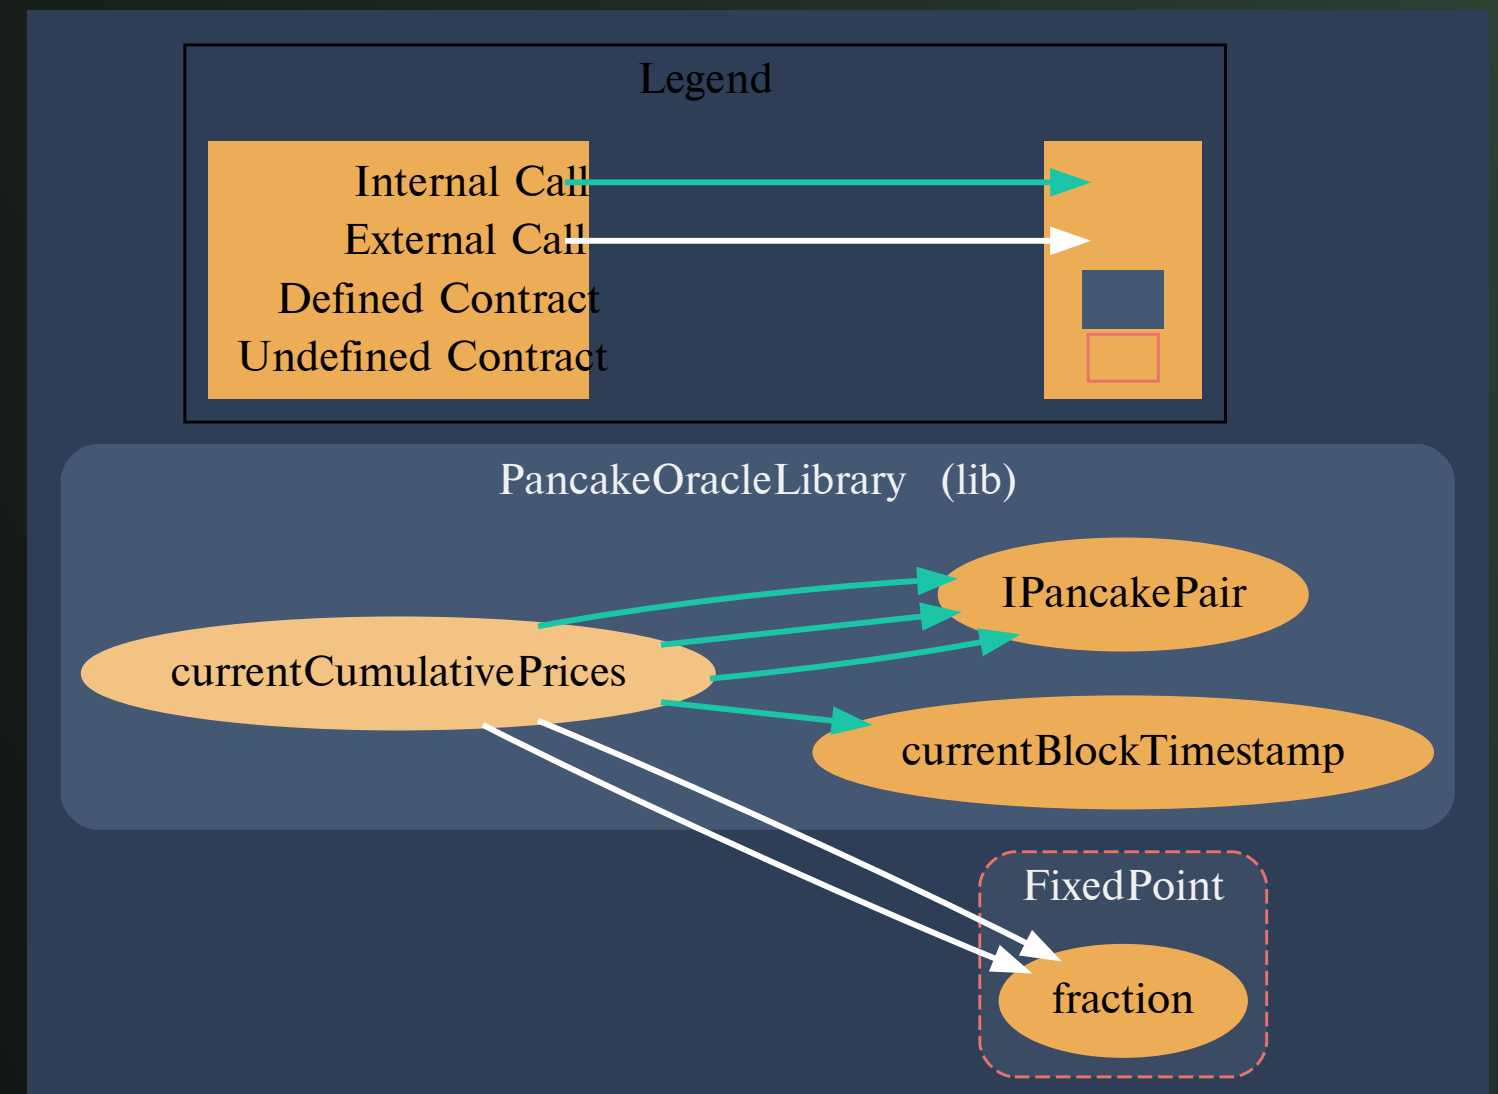 Legend
Internal Call
External Call
Defined Contract
Undefined Contract
PancakeOracleLibrary (lib)
IPancakePair
currentCumulativePrices
currentBlockTimestamp
FixedPoint
fraction